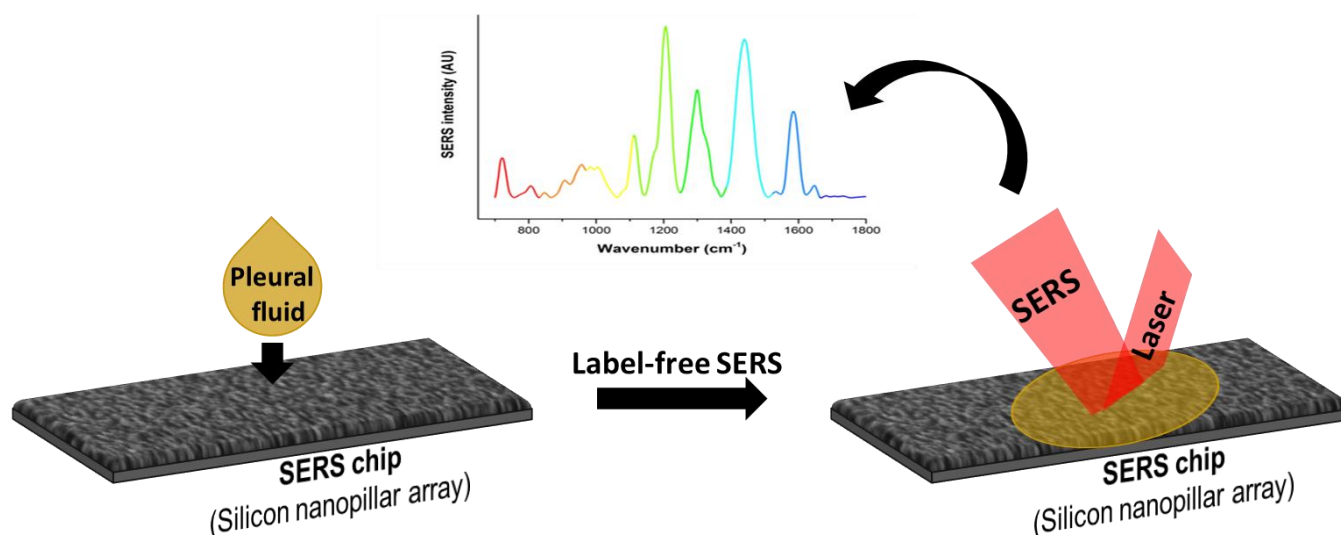 SERS intensity (AU)
800 1000 1200 1400 1600 1800
Wavenumber (cm⁻¹)
Pleural
fluid
Label-free SERS
SERS
Laser
SERS chip
(Silicon nanopillar array)
SERS chip
(Silicon nanopillar array)